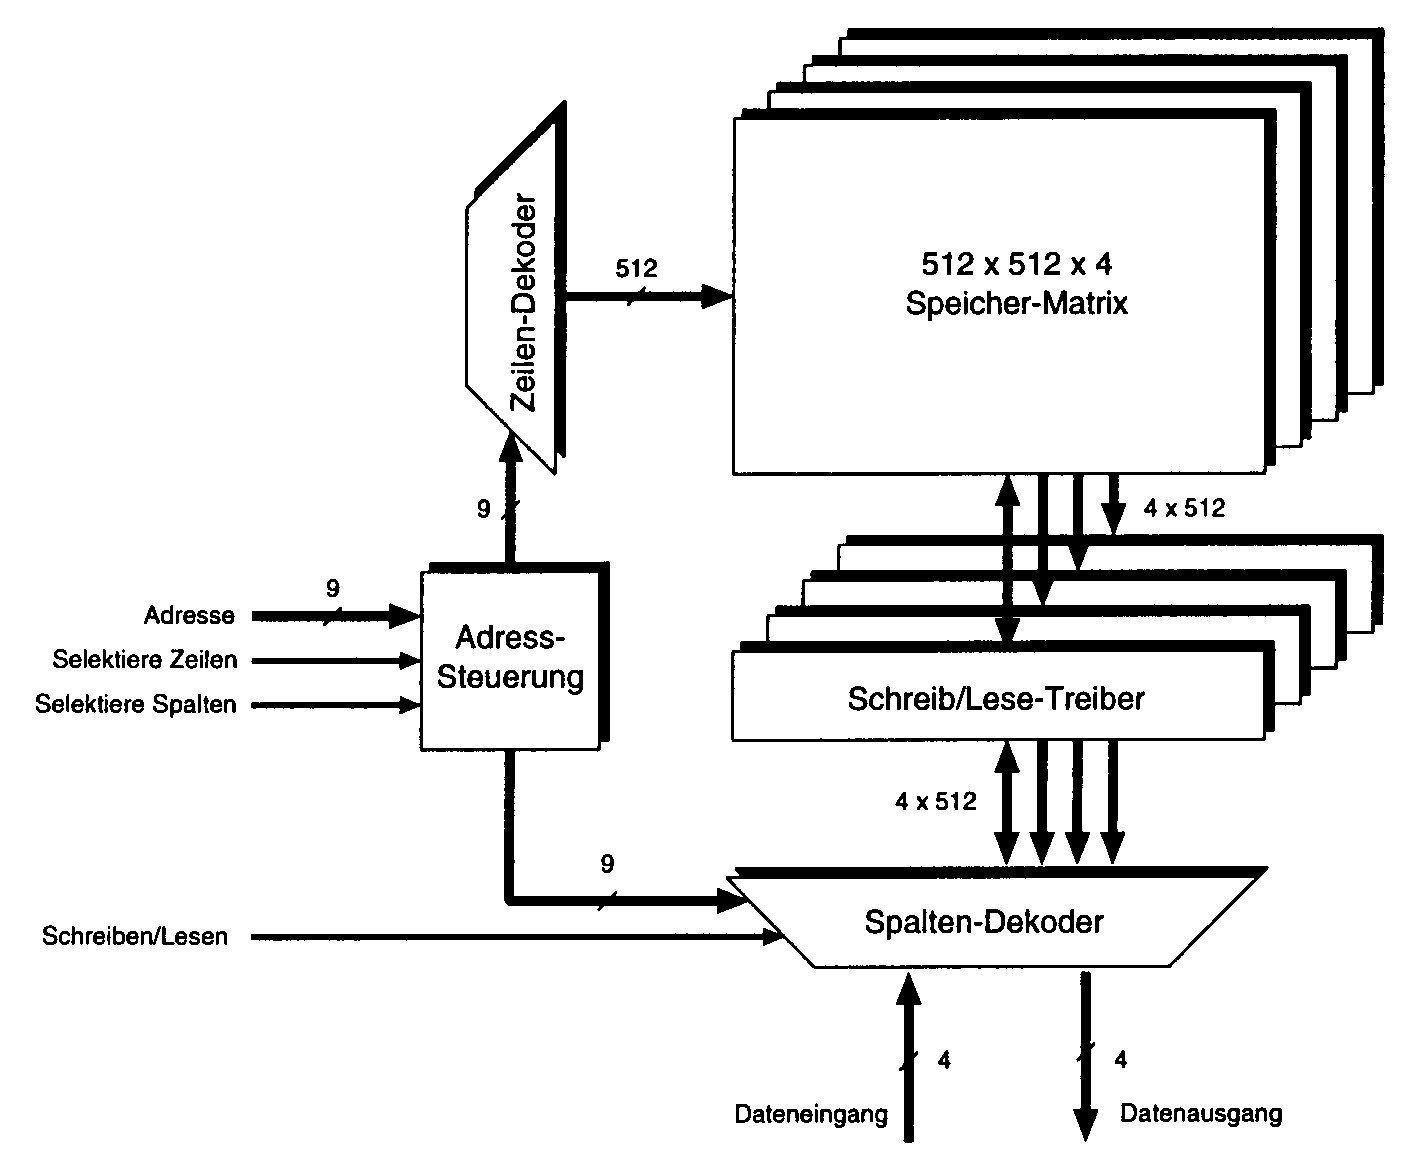 512 x 512 x 4
Speicher-Matrix
Zeilen-Dekoder
512
9
4 x 512
9
Adresse
Selektiere Zeilen
Selektiere Spalten
Adress-
Steuerung
Schreib/Lese-Treiber
4 x 512
9
Schreiben/Lesen
Spalten-Dekoder
4
4
Dateneingang
Datenausgang